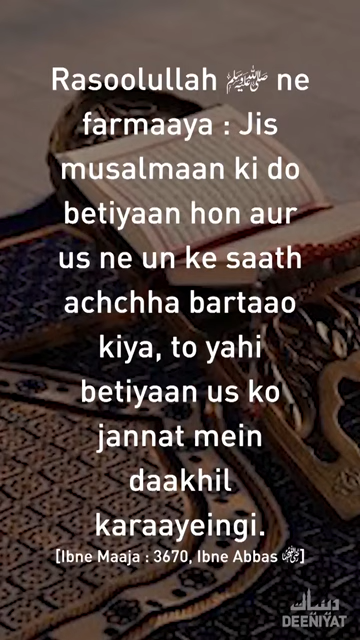 Rasoolullah ﷺ ne
farmaaya : Jis
musalmaan ki do
betiyaan hon aur
us ne un ke saath
achchha bartaao
kiya, to yahi
betiyaan us ko
jannat mein
daakhil
karaayeingi.
[Ibne Maaja : 3670, Ibne Abbas ؓ]
دینیات
DEENIYAT